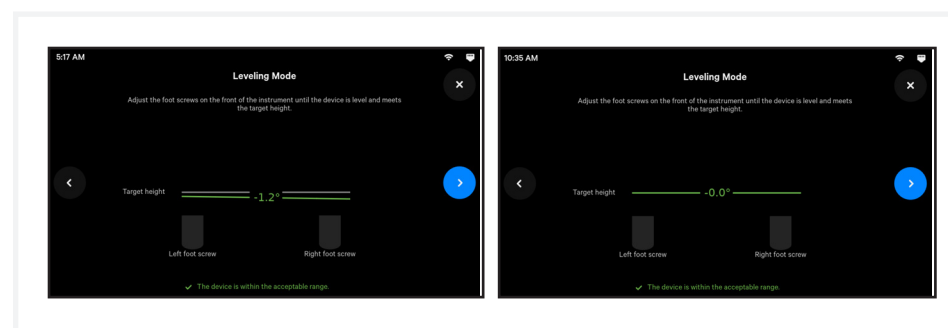 5:17 AM
Leveling Mode
Adjust the foot screws on the front of the instrument until the device is level and meets
the target height.
Target height
-1.2°
Left foot screw
Right foot screw
The device is within the acceptable range.
10:35 AM
Leveling Mode
Adjust the foot screws on the front of the instrument until the device is level and meets
the target height.
Target height
-0.0°
Left foot screw
Right foot screw
The device is within the acceptable range.